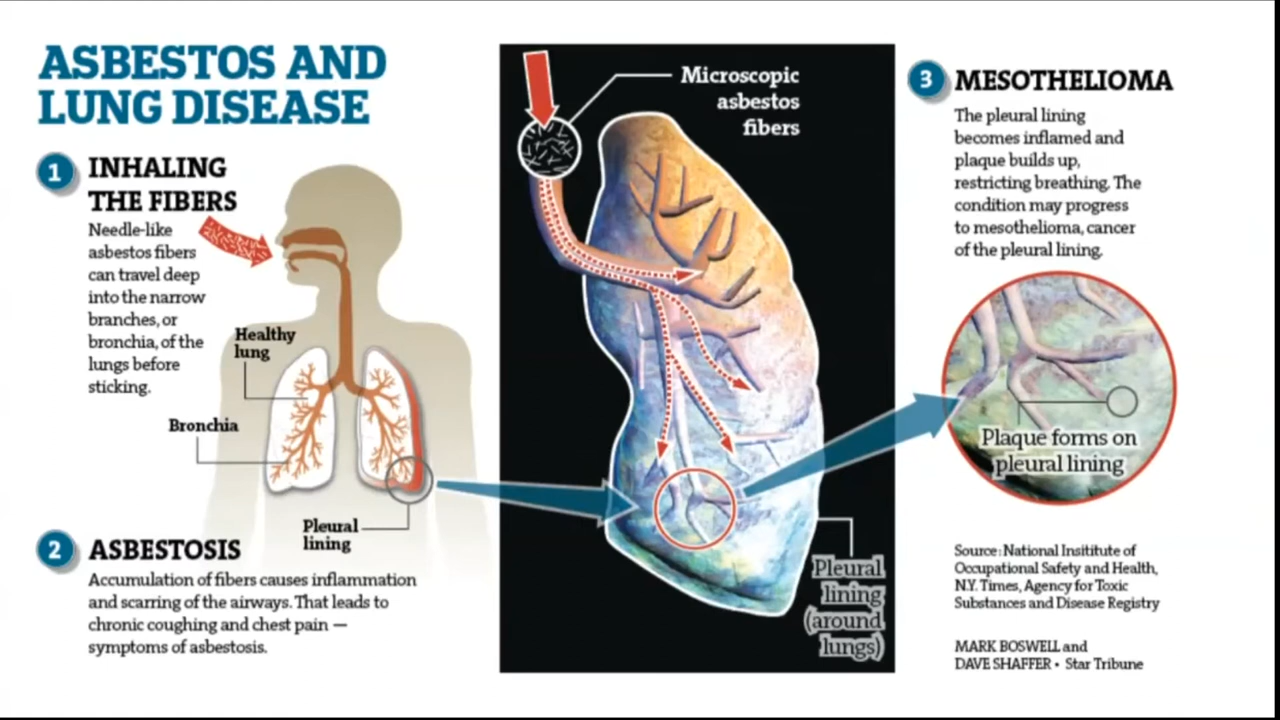 ASBESTOS AND
LUNG DISEASE
1
INHALING
THE FIBERS
Needle-like
asbestos fibers
can travel deep
into the narrow
branches, or
bronchia, of the
lungs before
sticking.
Healthy
lung
Bronchia
Pleural
lining
2
ASBESTOSIS
Accumulation of fibers causes inflammation
and scarring of the airways. That leads to
chronic coughing and chest pain —
symptoms of asbestosis.
Microscopic
asbestos
fibers
Pleural
lining
(around
lungs)
3
MESOTHELIOMA
The pleural lining
becomes inflamed and
plaque builds up,
restricting breathing. The
condition may progress
to mesothelioma, cancer
of the pleural lining.
Plaque forms on
pleural lining
Source: National Insititute of
Occupational Safety and Health,
N.Y. Times, Agency for Toxic
Substances and Disease Registry
MARK BOSWELL and
DAVE SHAFFER • Star Tribune